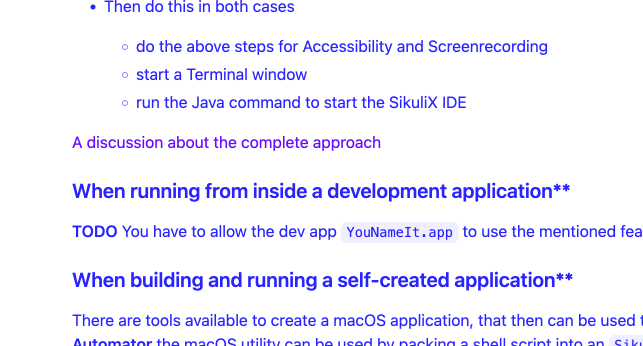 Then do this in both cases
do the above steps for Accessibility and Screenrecording
start a Terminal window
run the Java command to start the SikuliX IDE
A discussion about the complete approach
When running from inside a development application**
TODO You have to allow the dev app YouNameIt.app to use the mentioned fea
When building and running a self-created application**
There are tools available to create a macOS application, that then can be used t
Automator the macOS utility can be used by packing a shell script into an Siku